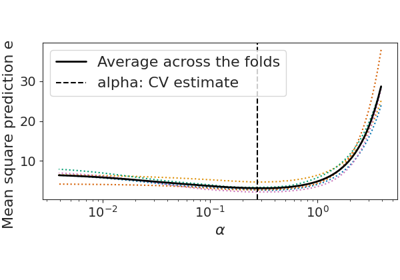 Mean square prediction e
Average across the folds
alpha: CV estimate
30
20
10
10⁻²
10⁻¹
10⁰
α